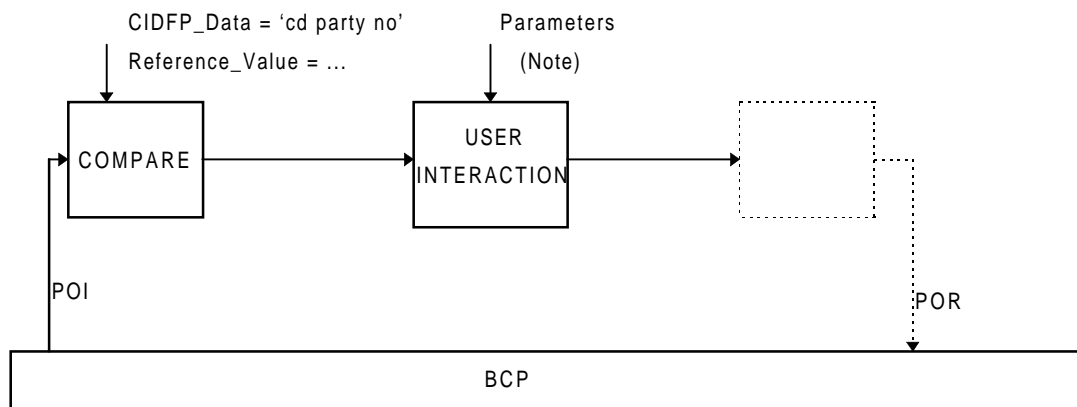 CIDFP_Data = ‘cd party no’
Reference_Value = ...
Parameters
(Note)
COMPARE
USER
INTERACTION
POI
POR
BCP